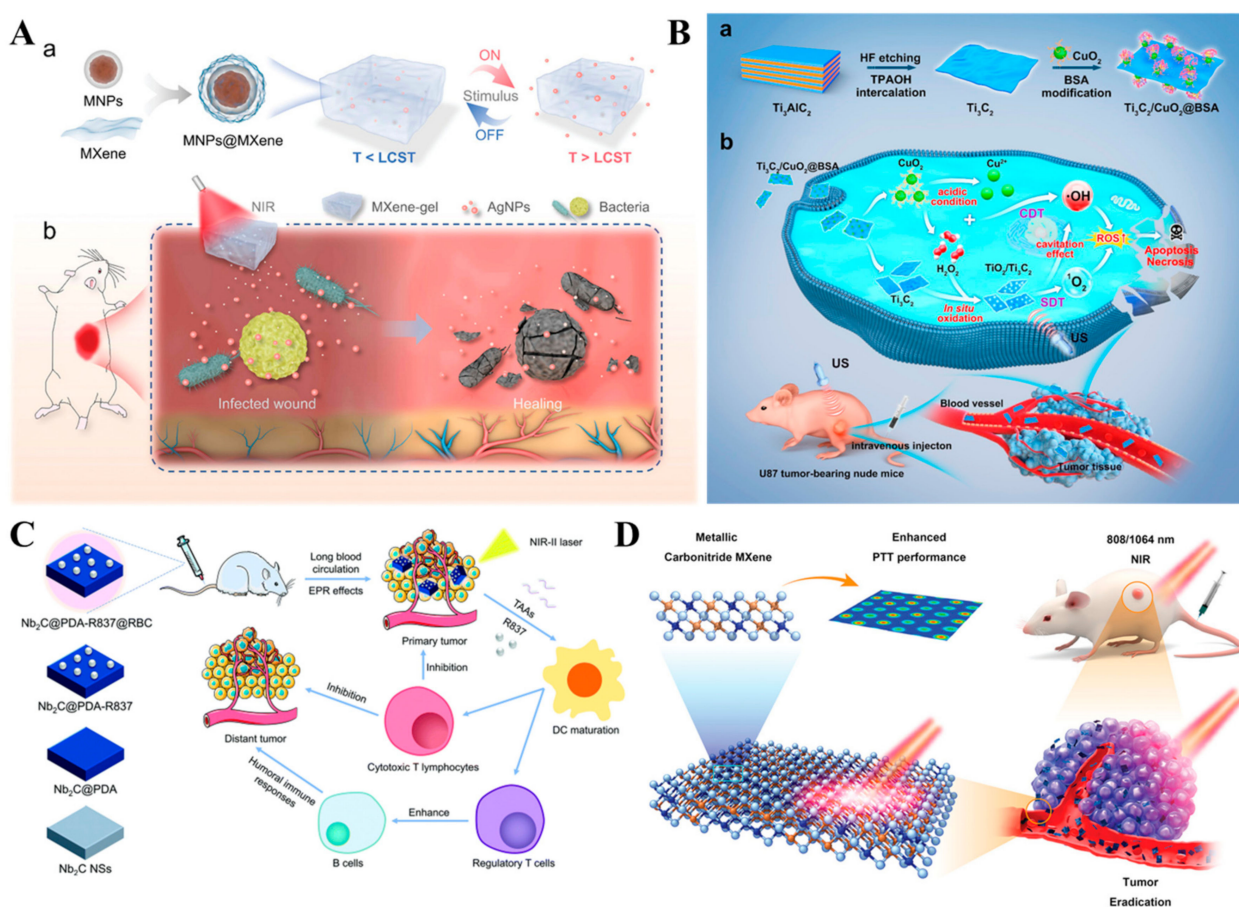 A
a
MNPs
MXene
MNPs@MXene
T < LCST
ON
Stimulus
OFF
T > LCST
b
NIR
MXene-gel
AgNPs
Bacteria
Infected wound
Healing
B
a
Ti₃AlC₂
HF etching
TPAOH
intercalation
Ti₃C₂
CuO₂
BSA
modification
Ti₃C₂/CuO₂@BSA
b
Ti₃C₂/CuO₂@BSA
CuO₂
Cu²⁺
acidic
condition
+
H₂O₂
Ti₃C₂
In situ
oxidation
TiO₂/Ti₃C₂
CDT
cavitation
effect
·OH
ROS↑
¹O₂
SDT
Apoptosis
Necrosis
US
US
intravenous injecton
U87 tumor-bearing nude mice
Blood vessel
Tumor tissue
C
Nb₂C@PDA-R837@RBC
Nb₂C@PDA-R837
Nb₂C@PDA
Nb₂C NSs
Long blood
circulation
EPR effects
NIR-II laser
Primary tumor
TAAs
R837
DC maturation
Inhibition
Inhibition
Distant tumor
Cytotoxic T lymphocytes
Humoral immune
responses
Enhance
B cells
Regulatory T cells
D
Metallic
Carbonitride MXene
Enhanced
PTT performance
808/1064 nm
NIR
Tumor
Eradication